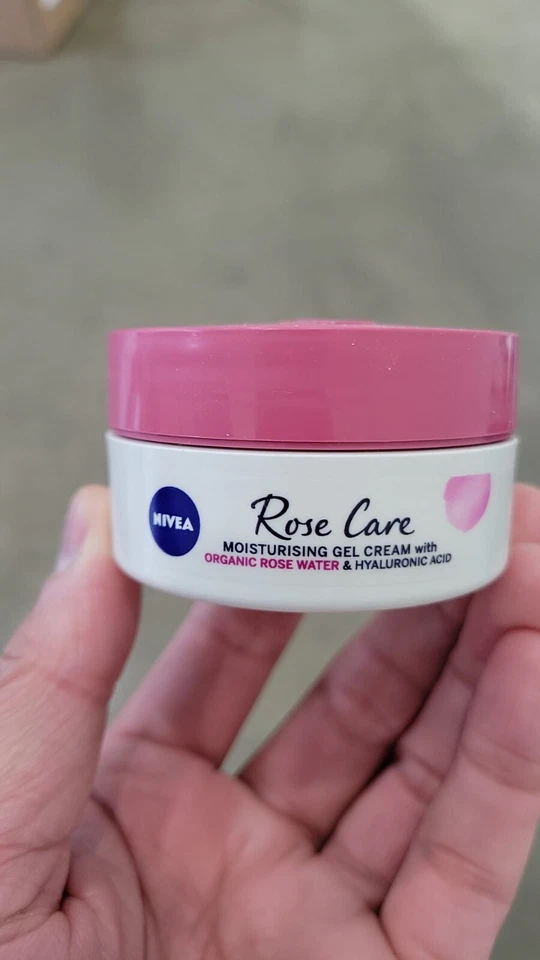 NIVEA
Rose Care
MOISTURISING GEL CREAM with
ORGANIC ROSE WATER & HYALURONIC ACID